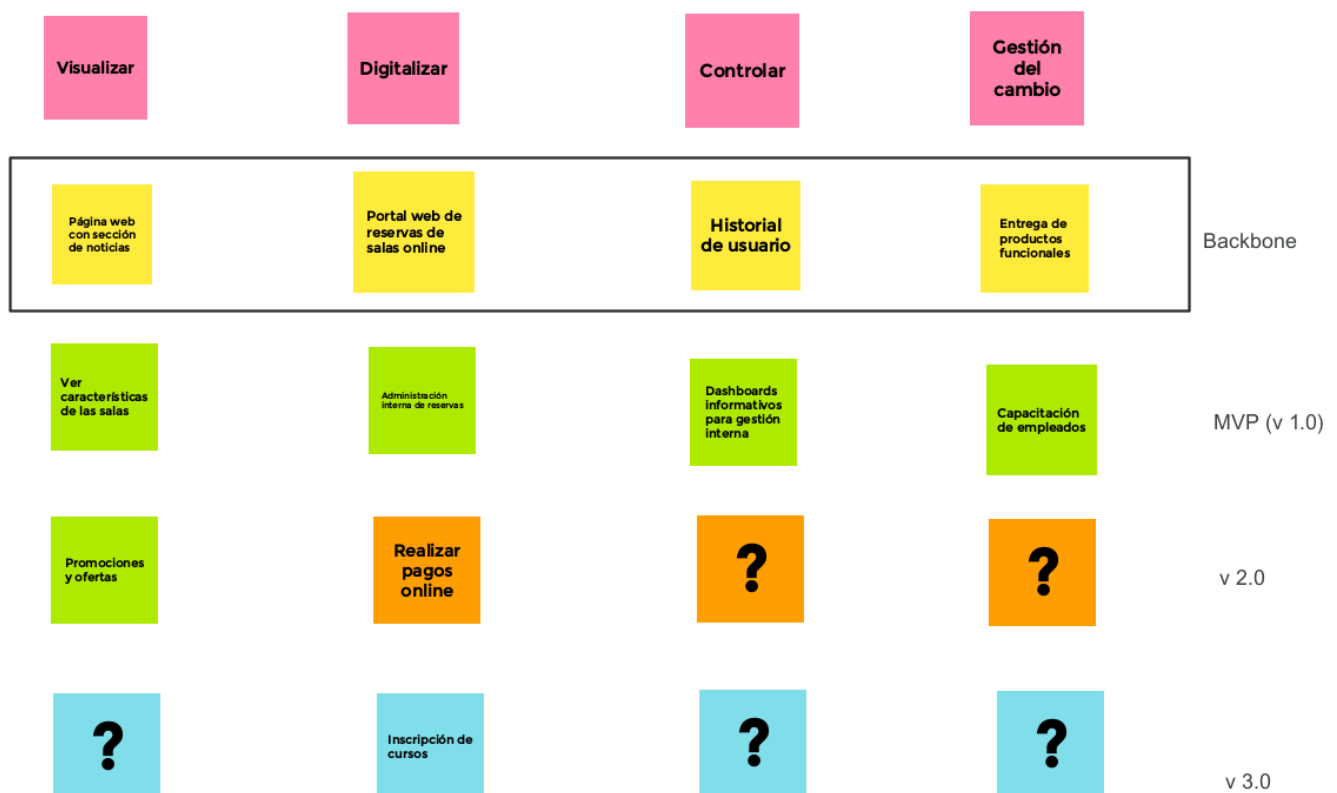 Visualizar
Digitalizar
Controlar
Gestión
del
cambio
Página web
con sección
de noticias
Portal web de
reservas de
salas online
Historial
de usuario
Entrega de
productos
funcionales
Backbone
Ver
características
de las salas
Administración
interna de reservas
Dashboards
informativos
para gestión
interna
Capacitación
de empleados
MVP (v 1.0)
Promociones
y ofertas
Realizar
pagos
online
?
?
v 2.0
?
Inscripción de
cursos
?
?
v 3.0